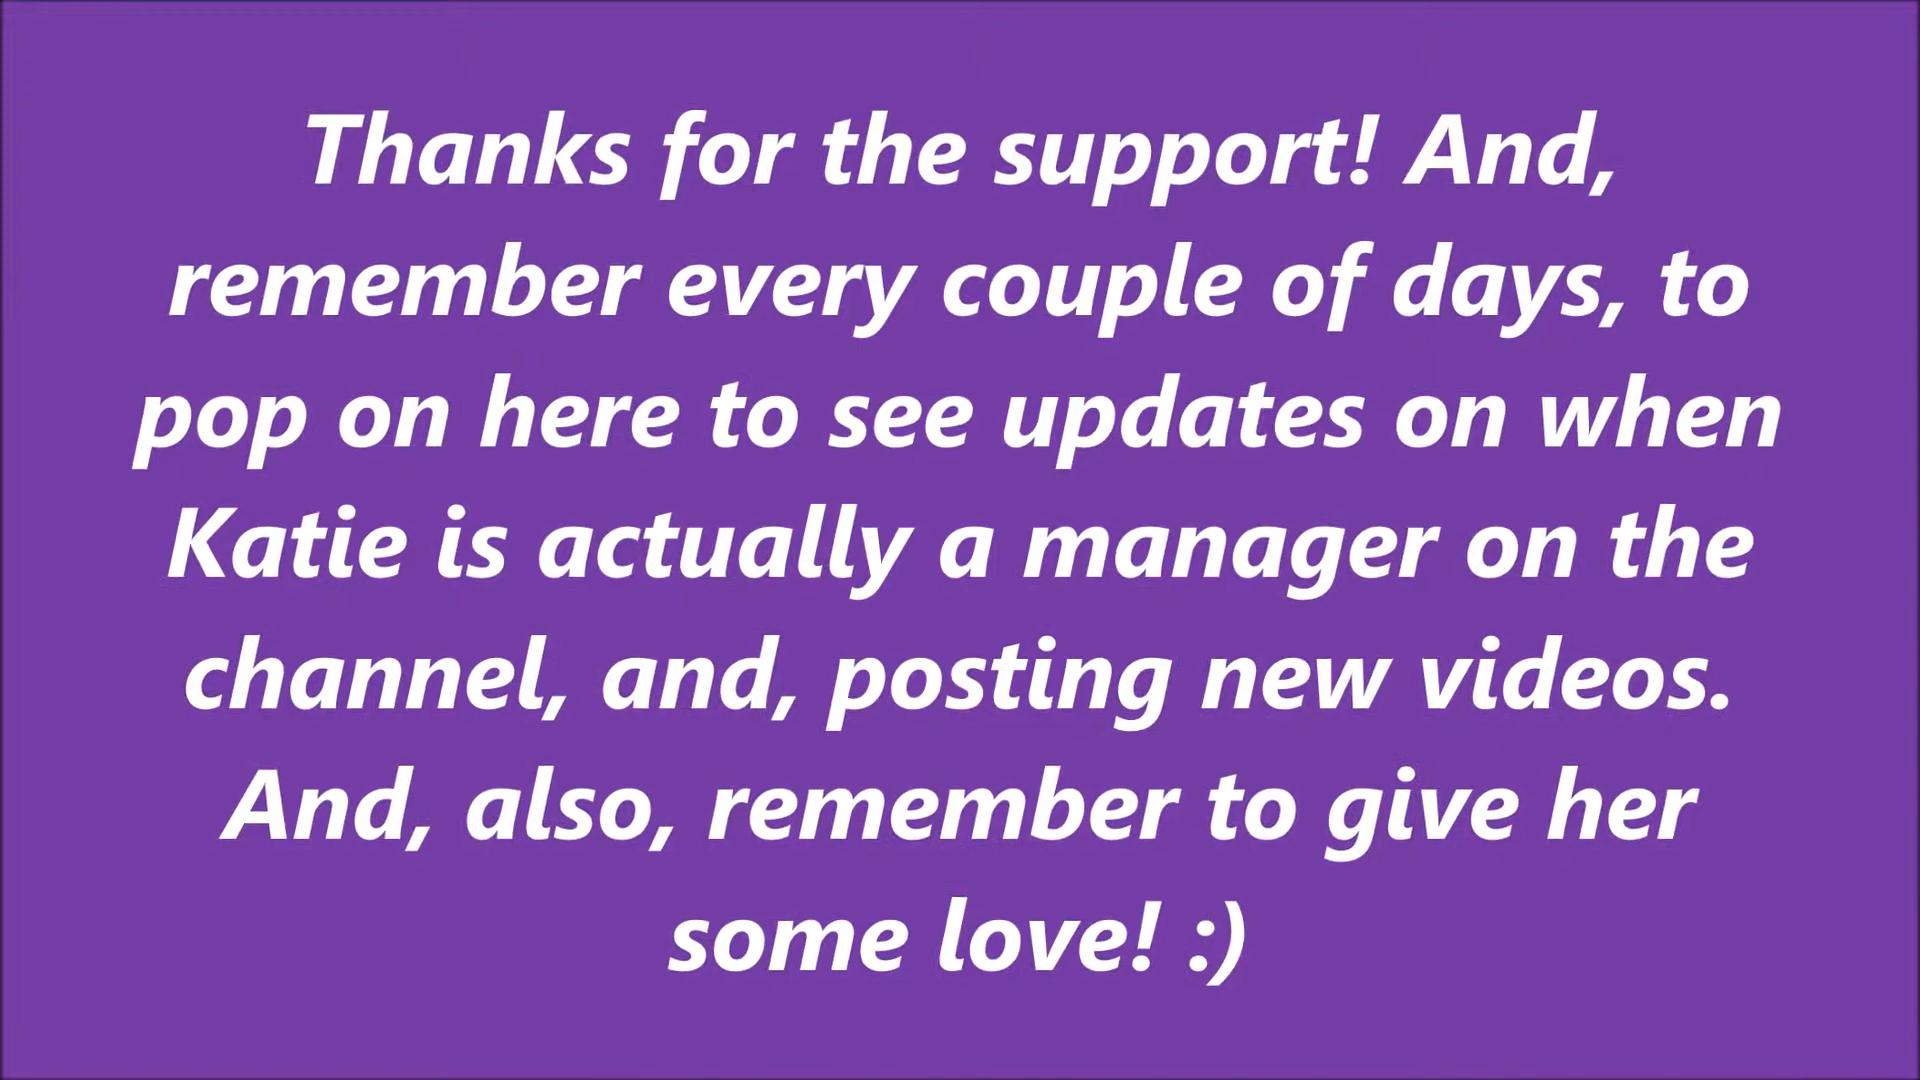 Thanks for the support! And,
remember every couple of days, to
pop on here to see updates on when
Katie is actually a manager on the
channel, and, posting new videos.
And, also, remember to give her
some love! :)